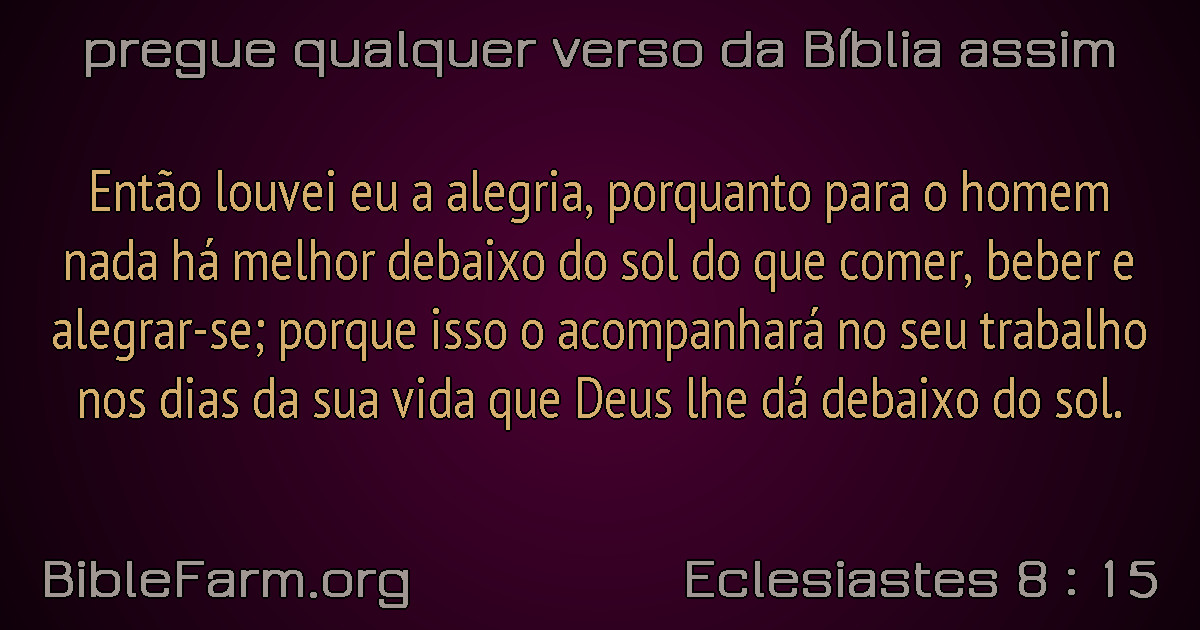 pregue qualquer verso da Bíblia assim
Então louvei eu a alegria, porquanto para o homem
nada há melhor debaixo do sol do que comer, beber e
alegrar-se; porque isso o acompanhará no seu trabalho
nos dias da sua vida que Deus lhe dá debaixo do sol.
BibleFarm.org
Eclesiastes 8 : 15